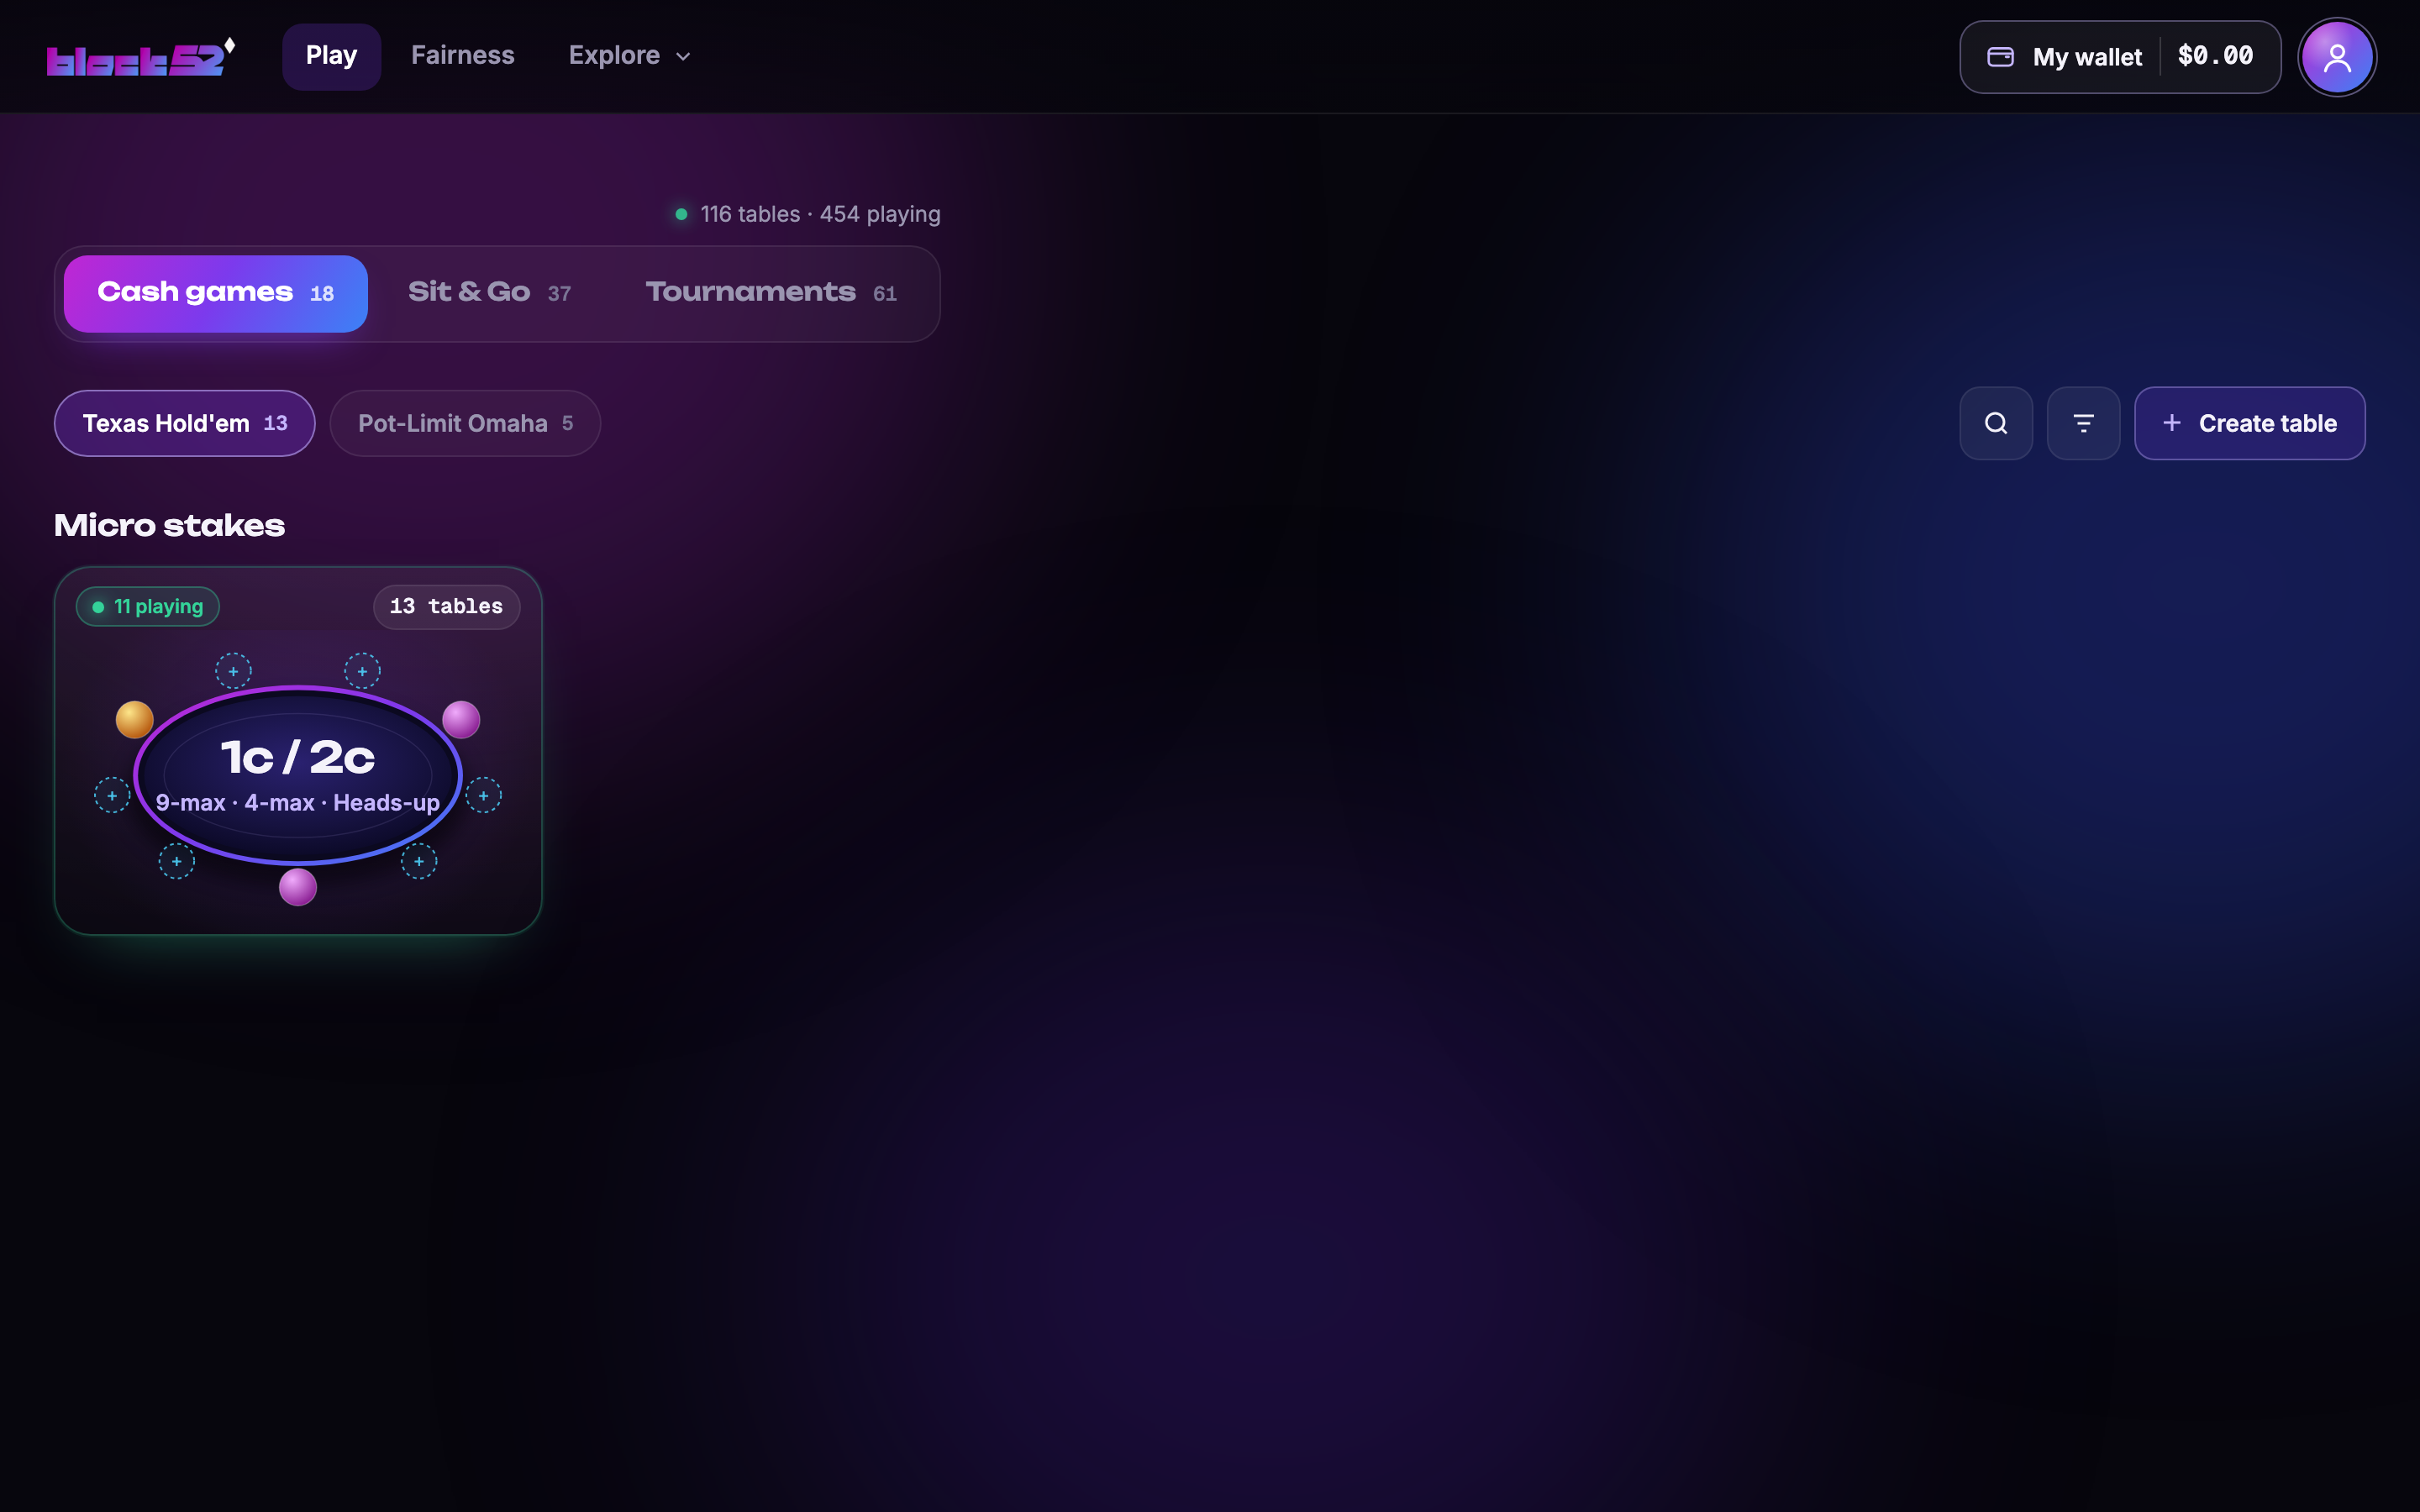 block52
Play
Fairness
Explore
My wallet
$0.00
116 tables · 454 playing
Cash games 18
Sit & Go 37
Tournaments 61
Texas Hold'em 13
Pot-Limit Omaha 5
+ Create table
Micro stakes
11 playing
13 tables
1c / 2c
9-max · 4-max · Heads-up